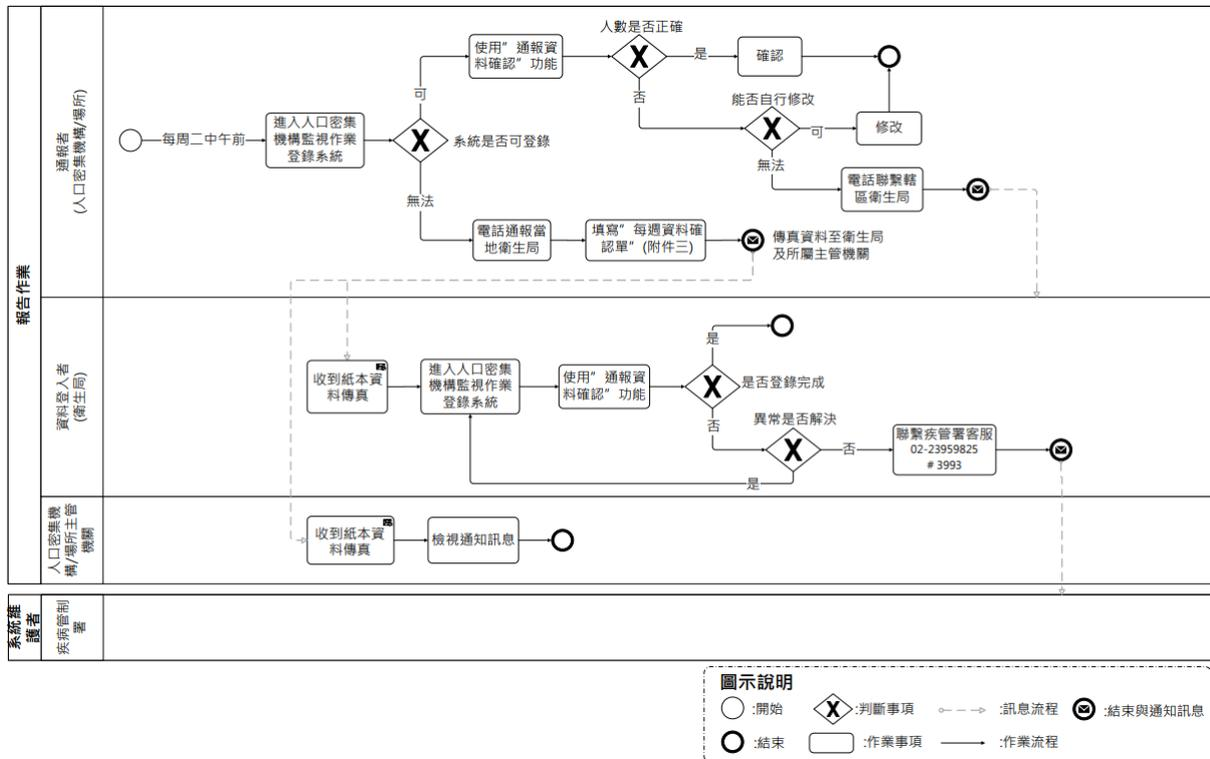 報告作業
通報者
(人口密集機構/場所)
每周二中午前
進入人口密集
機構監視作業
登錄系統
系統是否可登錄
可
使用”通報資
料確認”功能
人數是否正確
是
確認
否
能否自行修改
可
修改
無法
電話聯繫轄
區衛生局
無法
電話通報當
地衛生局
填寫”每週資料確
認單”(附件三)
傳真資料至衛生局
及所屬主管機關
資料登入者
(衛生局)
收到紙本資
料傳真
進入人口密集
機構監視作業
登錄系統
使用”通報資
料確認”功能
是
是否登錄完成
否
異常是否解決
否
是
聯繫疾管署客服
02-23959825
# 3993
人口密集機
構/場所主管
機關
收到紙本資
料傳真
檢視通知訊息
系統維
護者
疾病管制
署
圖示說明
:開始
:判斷事項
:訊息流程
:結束與通知訊息
:結束
:作業事項
:作業流程